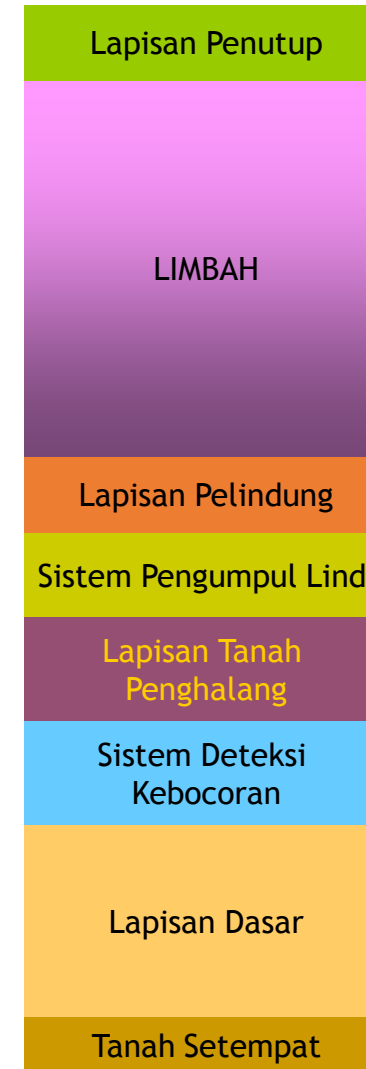 Lapisan Penutup
LIMBAH
Lapisan Pelindung
Sistem Pengumpul Lind
Lapisan Tanah
Penghalang
Sistem Deteksi
Kebocoran
Lapisan Dasar
Tanah Setempat